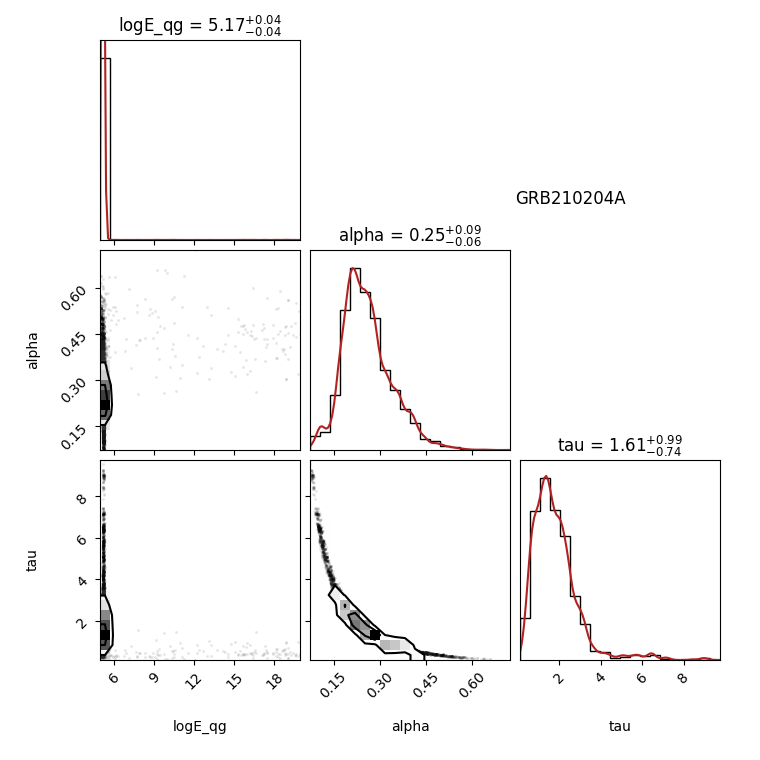 logE_qg = 5.17^{+0.04}_{-0.04}
GRB210204A
alpha = 0.25^{+0.09}_{-0.06}
alpha
0.60
0.45
0.30
0.15
tau = 1.61^{+0.99}_{-0.74}
tau
8
6
4
2
6 9 12 15 18
0.15 0.30 0.45 0.60
2 4 6 8
logE_qg alpha tau